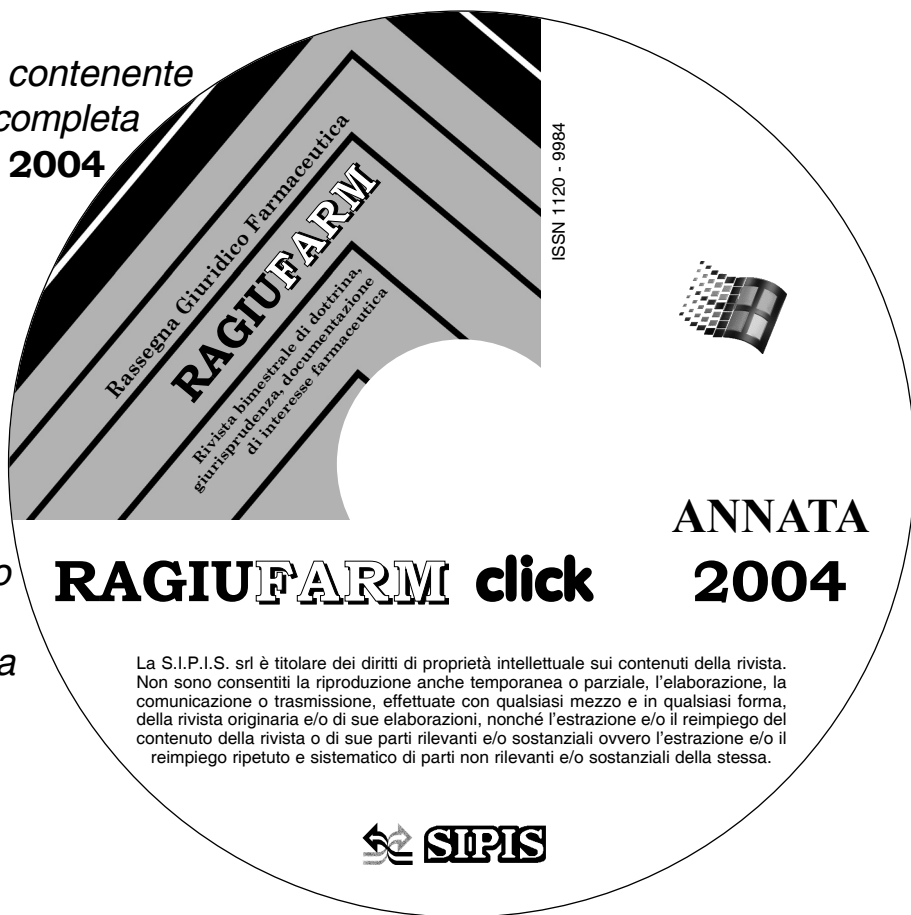 contenente
completa
2004
Rassegna Giuridico Farmaceutica
RAGIUFARM
Rivista bimestrale di dottrina,
giurisprudenza, documentazione
di interesse farmaceutica
ISSN 1120 - 9984
o
a
ANNATA
RAGIUFARM click 2004
La S.I.P.I.S. srl è titolare dei diritti di proprietà intellettuale sui contenuti della rivista.
Non sono consentiti la riproduzione anche temporanea o parziale, l'elaborazione, la
comunicazione o trasmissione, effettuate con qualsiasi mezzo e in qualsiasi forma,
della rivista originaria e/o di sue elaborazioni, nonché l'estrazione e/o il reimpiego del
contenuto della rivista o di sue parti rilevanti e/o sostanziali ovvero l'estrazione e/o il
reimpiego ripetuto e sistematico di parti non rilevanti e/o sostanziali della stessa.
SIPIS